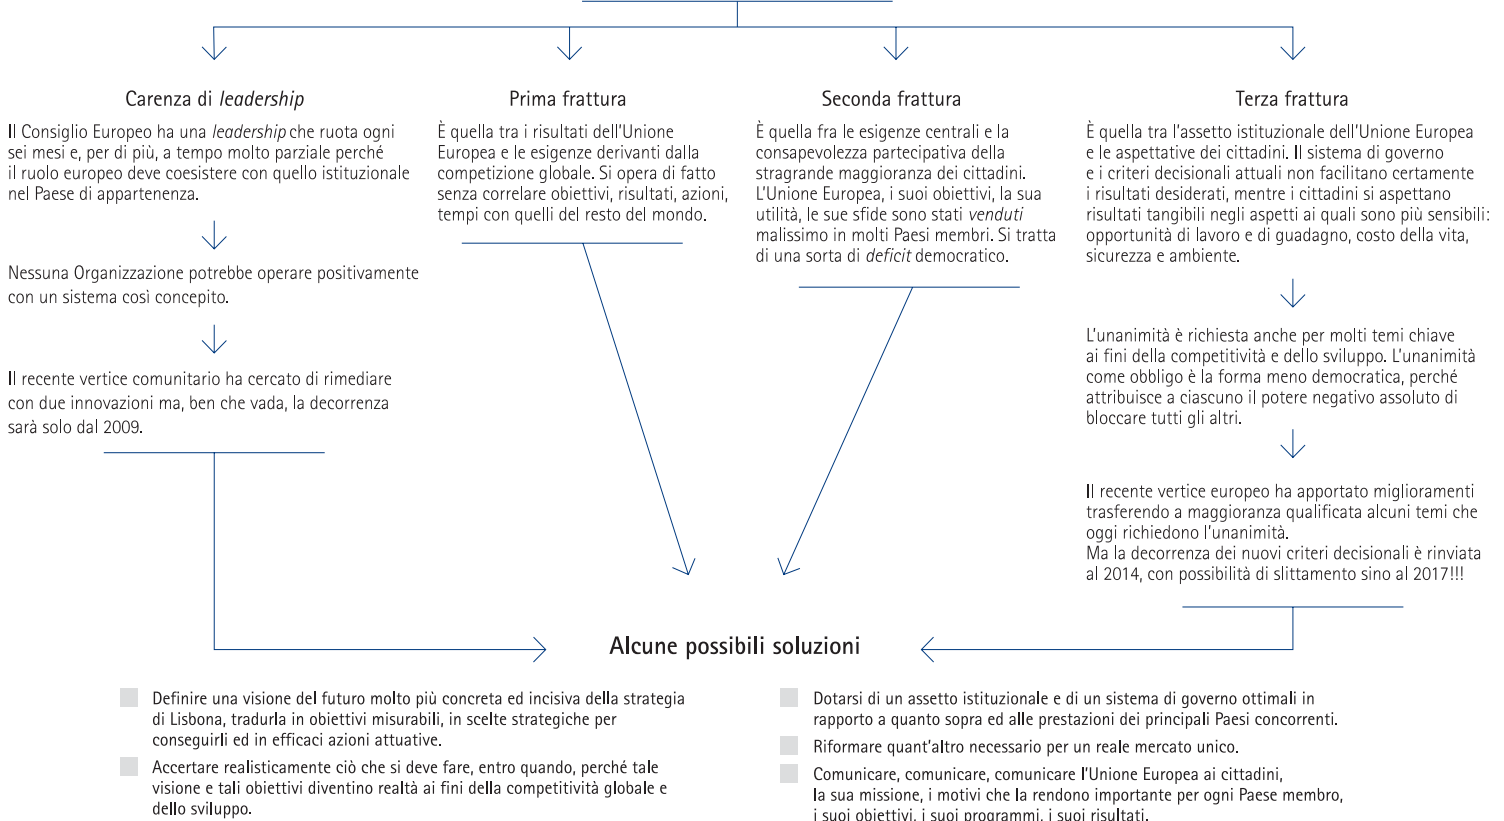 Carenza di leadership
Il Consiglio Europeo ha una leadership che ruota ogni
sei mesi e, per di più, a tempo molto parziale perché
il ruolo europeo deve coesistere con quello istituzionale
nel Paese di appartenenza.
Nessuna Organizzazione potrebbe operare positivamente
con un sistema così concepito.
Il recente vertice comunitario ha cercato di rimediare
con due innovazioni ma, ben che vada, la decorrenza
sarà solo dal 2009.
Prima frattura
È quella tra i risultati dell'Unione
Europea e le esigenze derivanti dalla
competizione globale. Si opera di fatto
senza correlare obiettivi, risultati, azioni,
tempi con quelli del resto del mondo.
Seconda frattura
È quella fra le esigenze centrali e la
consapevolezza partecipativa della
stragrande maggioranza dei cittadini.
L'Unione Europea, i suoi obiettivi, la sua
utilità, le sue sfide sono stati venduti
malissimo in molti Paesi membri. Si tratta
di una sorta di deficit democratico.
Terza frattura
È quella tra l'assetto istituzionale dell'Unione Europea
e le aspettative dei cittadini. Il sistema di governo
e i criteri decisionali attuali non facilitano certamente
i risultati desiderati, mentre i cittadini si aspettano
risultati tangibili negli aspetti ai quali sono più sensibili:
opportunità di lavoro e di guadagno, costo della vita,
sicurezza e ambiente.
L'unanimità è richiesta anche per molti temi chiave
ai fini della competitività e dello sviluppo. L'unanimità
come obbligo è la forma meno democratica, perché
attribuisce a ciascuno il potere negativo assoluto di
bloccare tutti gli altri.
Il recente vertice europeo ha apportato miglioramenti
trasferendo a maggioranza qualificata alcuni temi che
oggi richiedono l'unanimità.
Ma la decorrenza dei nuovi criteri decisionali è rinviata
al 2014, con possibilità di slittamento sino al 2017!!!
Alcune possibili soluzioni
Definire una visione del futuro molto più concreta ed incisiva della strategia
di Lisbona, tradurla in obiettivi misurabili, in scelte strategiche per
conseguirli ed in efficaci azioni attuative.
Accertare realisticamente ciò che si deve fare, entro quando, perché tale
visione e tali obiettivi diventino realtà ai fini della competitività globale e
dello sviluppo.
Dotarsi di un assetto istituzionale e di un sistema di governo ottimali in
rapporto a quanto sopra ed alle prestazioni dei principali Paesi concorrenti.
Riformare quant'altro necessario per un reale mercato unico.
Comunicare, comunicare, comunicare l'Unione Europea ai cittadini,
la sua missione, i motivi che la rendono importante per ogni Paese membro,
i suoi obiettivi, i suoi programmi, i suoi risultati.